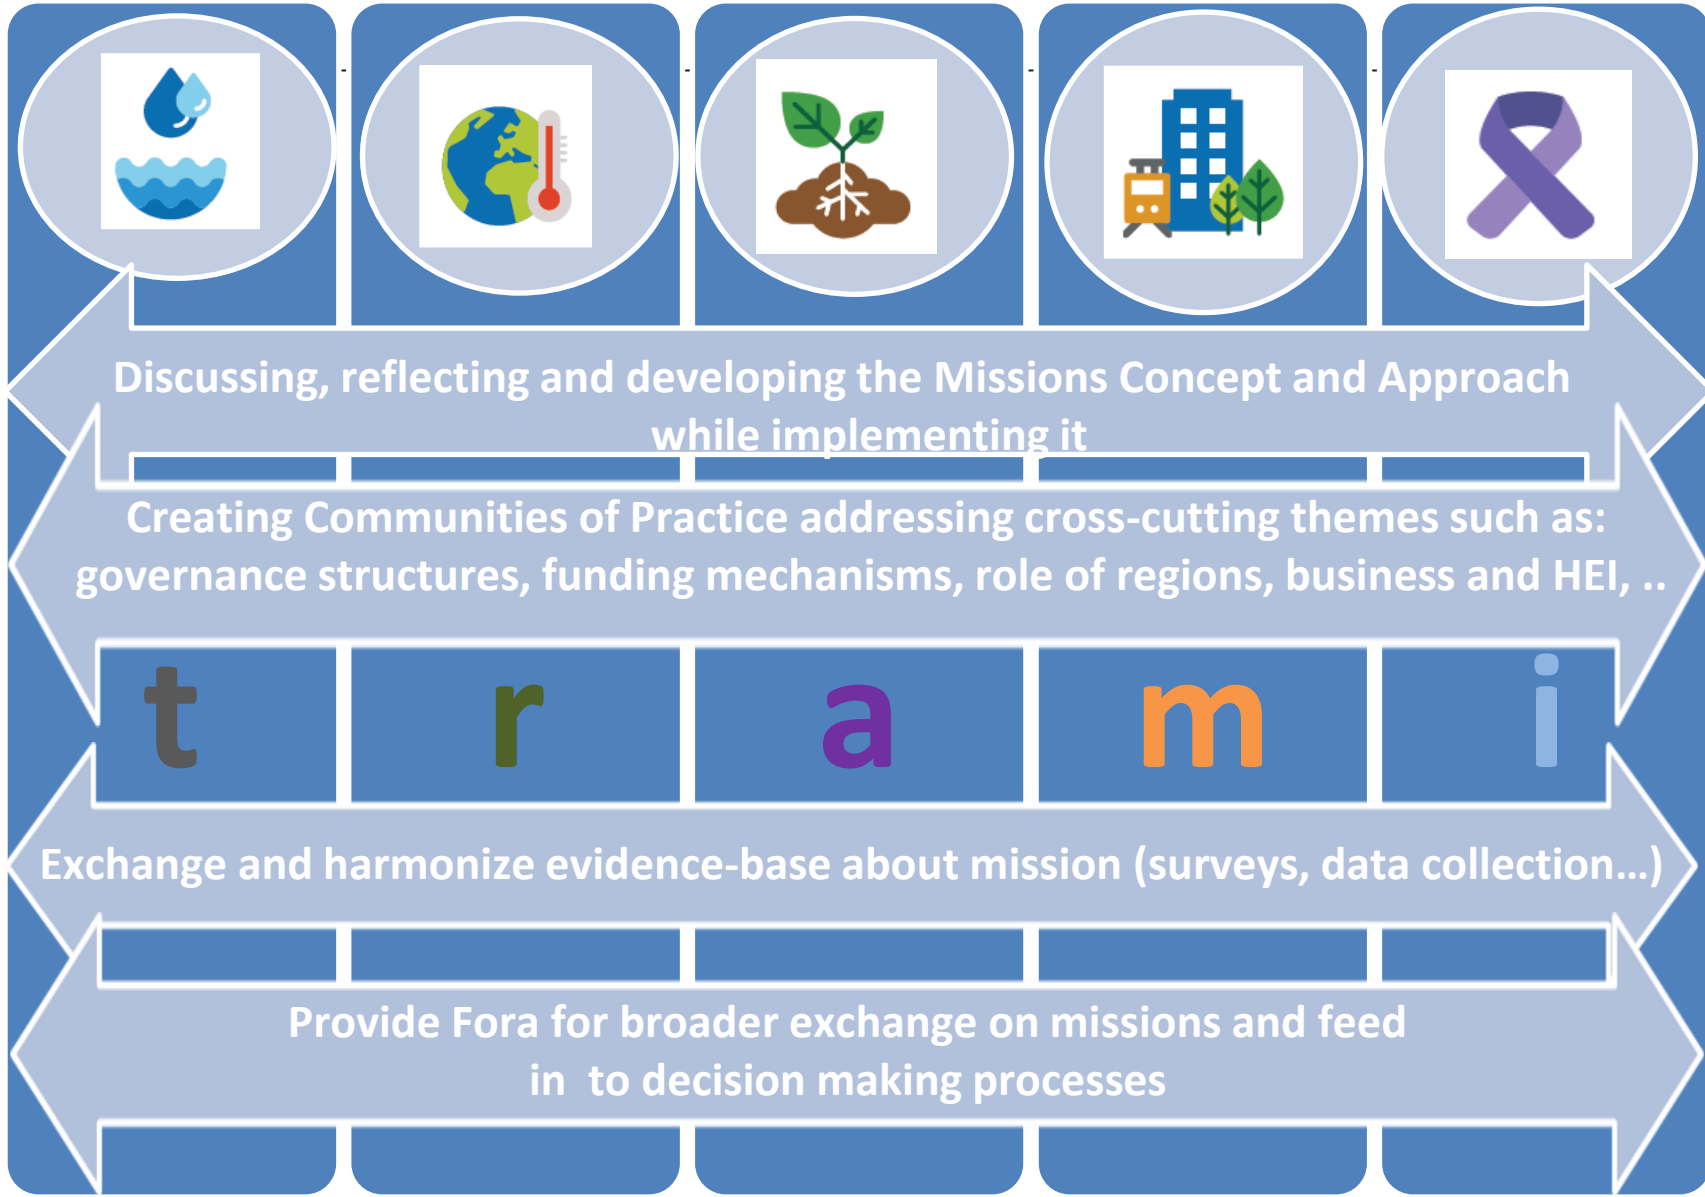 Discussing, reflecting and developing the Missions Concept and Approach
while implementing it
Creating Communities of Practice addressing cross-cutting themes such as:
governance structures, funding mechanisms, role of regions, business and HEI, ..
t r a m i
Exchange and harmonize evidence-base about mission (surveys, data collection...)
Provide Fora for broader exchange on missions and feed
in to decision making processes